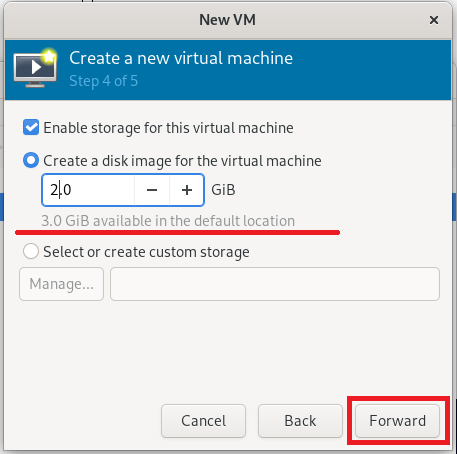 New VM
Create a new virtual machine
Step 4 of 5
Enable storage for this virtual machine
Create a disk image for the virtual machine
2.0 GiB
3.0 GiB available in the default location
Select or create custom storage
Manage...
Cancel Back Forward